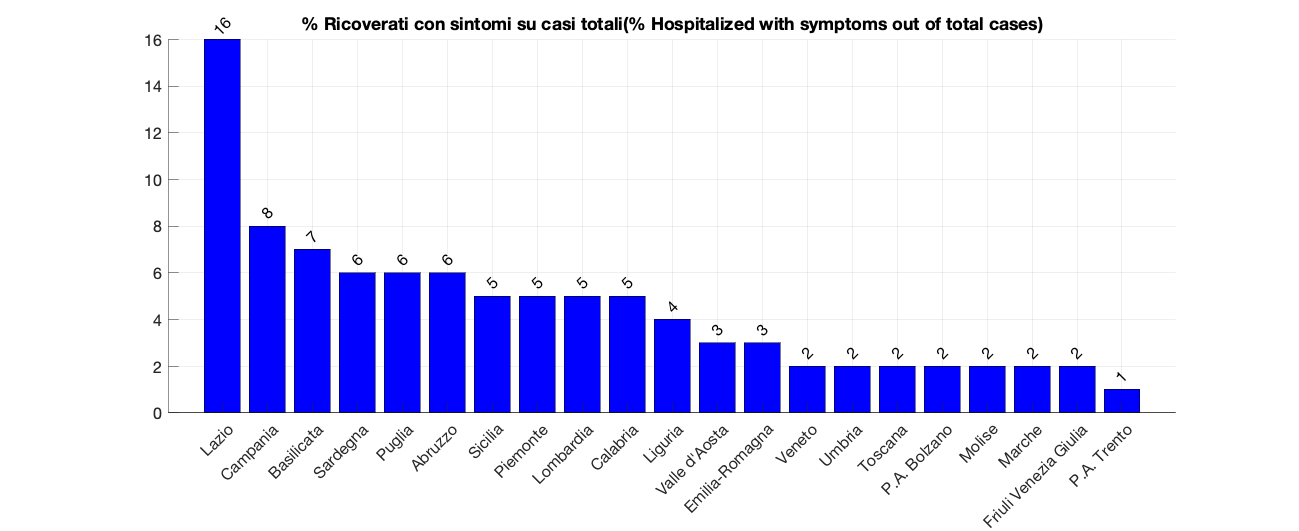 % Ricoverati con sintomi su casi totali(% Hospitalized with symptoms out of total cases)
16
14
12
10
8
6
4
2
0
16
8
7
6
6
6
5
5
5
5
4
3
3
2
2
2
2
2
2
2
1
Lazio
Campania
Basilicata
Sardegna
Puglia
Abruzzo
Sicilia
Piemonte
Lombardia
Calabria
Liguria
Valle d'Aosta
Emilia-Romagna
Veneto
Umbria
Toscana
P.A. Bolzano
Molise
Marche
Friuli Venezia Giulia
P.A. Trento